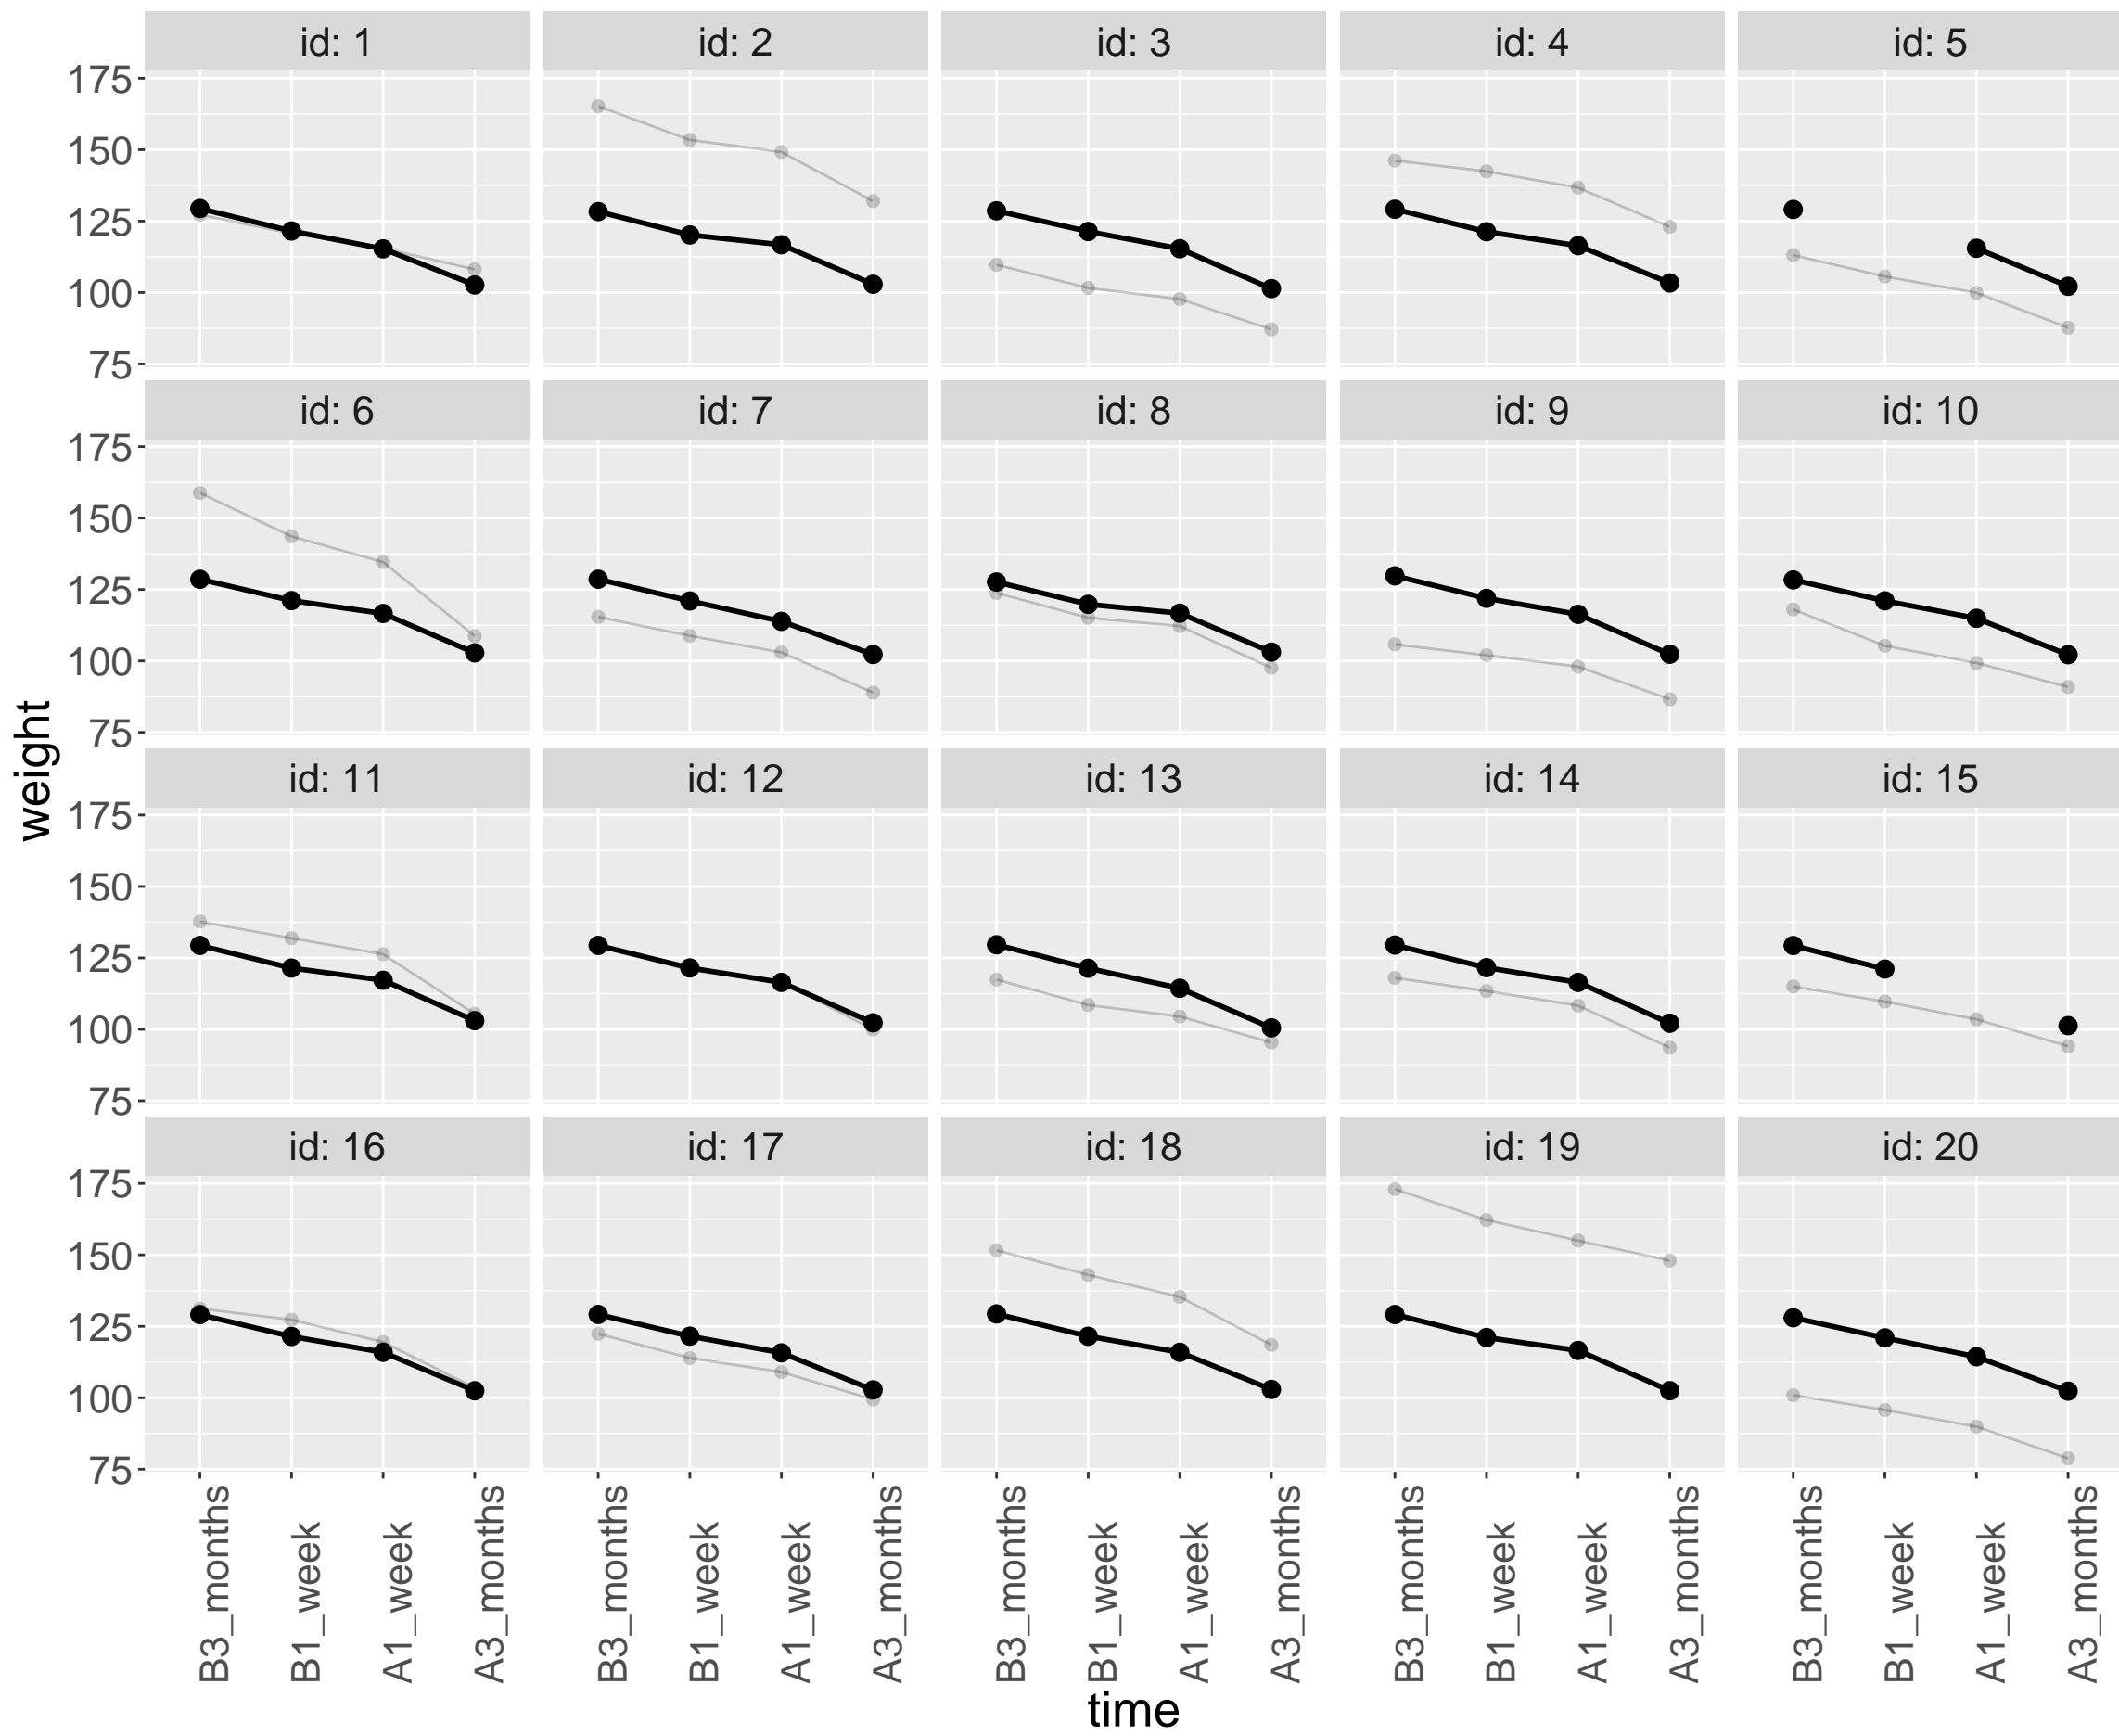 id: 1
id: 2
id: 3
id: 4
id: 5
175
150
125
100
75
id: 6
id: 7
id: 8
id: 9
id: 10
175
150
125
100
75
weight
id: 11
id: 12
id: 13
id: 14
id: 15
175
150
125
100
75
id: 16
id: 17
id: 18
id: 19
id: 20
175
150
125
100
75
B3_months
B1_week
A1_week
A3_months
B3_months
B1_week
A1_week
A3_months
B3_months
B1_week
A1_week
A3_months
B3_months
B1_week
A1_week
A3_months
B3_months
B1_week
A1_week
A3_months
time